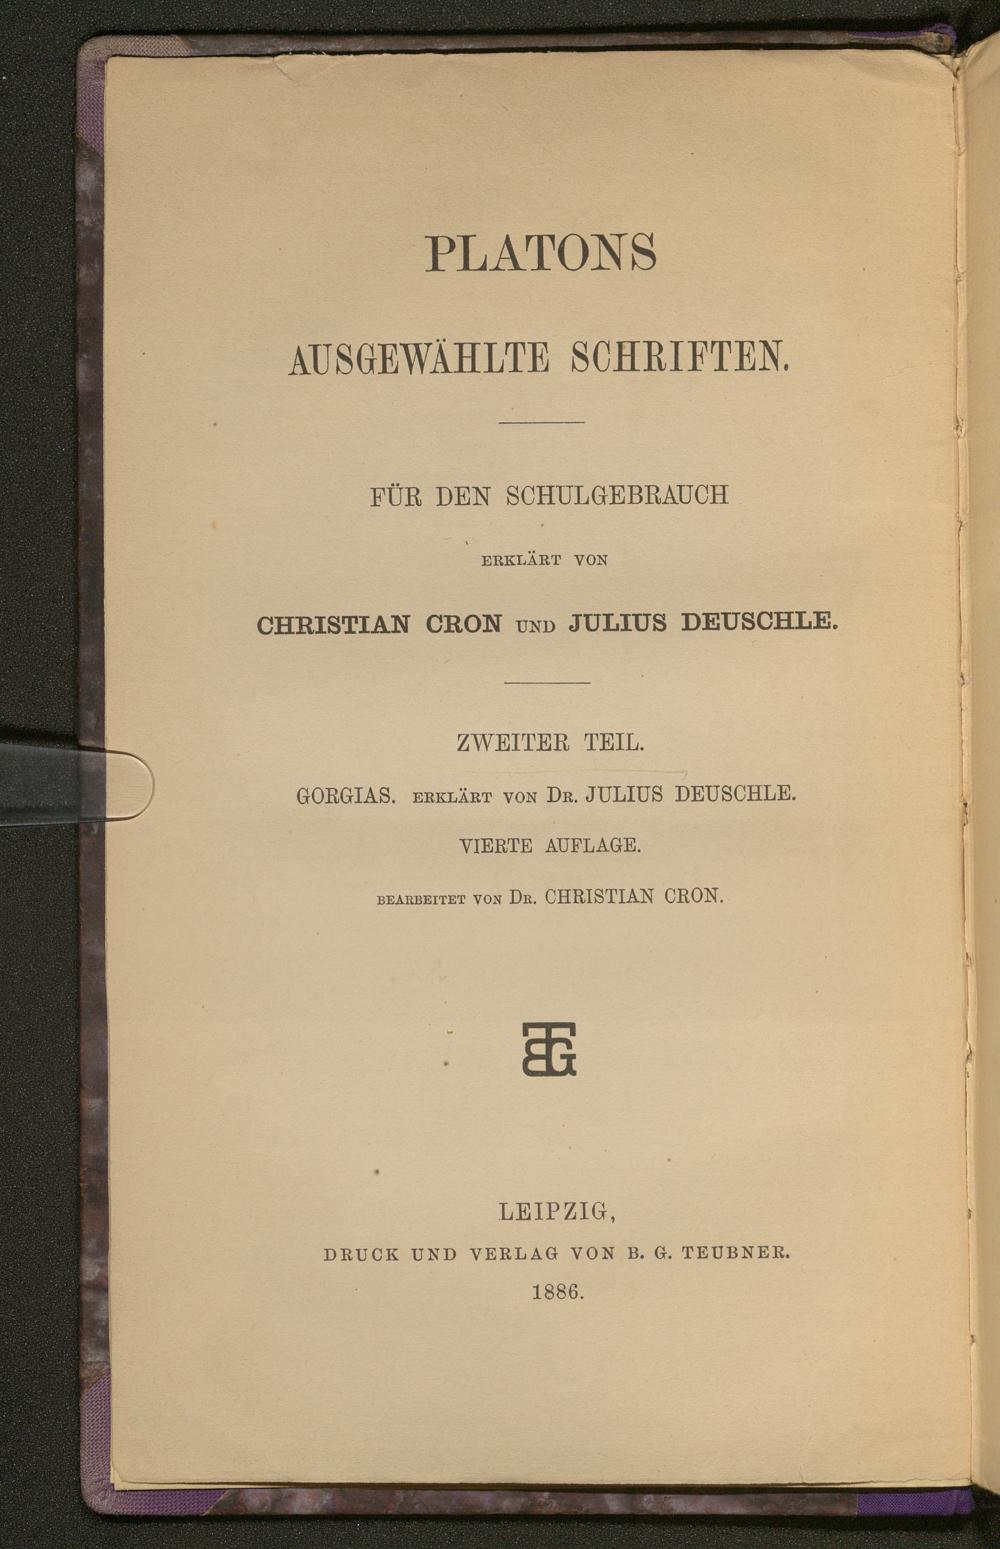 PLATONS
AUSGEWÄHLTE SCHRIFTEN.
FÜR DEN SCHULGEBRAUCH
ERKLÄRT VON
CHRISTIAN CRON UND JULIUS DEUSCHLE.
ZWEITER TEIL.
GORGIAS. ERKLÄRT VON DR. JULIUS DEUSCHLE.
VIERTE AUFLAGE.
BEARBEITET VON DR. CHRISTIAN CRON.
BTG
LEIPZIG,
DRUCK UND VERLAG VON B. G. TEUBNER.
1886.